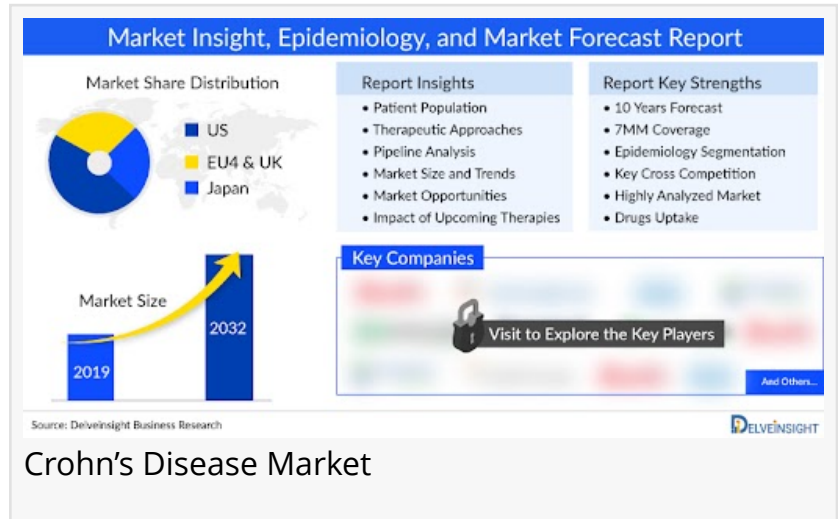 Market Insight, Epidemiology, and Market Forecast Report
Market Share Distribution
US
EU4 & UK
Japan
Report Insights
• Patient Population
• Therapeutic Approaches
• Pipeline Analysis
• Market Size and Trends
• Market Opportunities
• Impact of Upcoming Therapies
Report Key Strengths
• 10 Years Forecast
• 7MM Coverage
• Epidemiology Segmentation
• Key Cross Competition
• Highly Analyzed Market
• Drugs Uptake
Market Size
2019
2032
Key Companies
Visit to Explore the Key Players
And Others...
Source: Delveinsight Business Research
DELVEINSIGHT
Crohn’s Disease Market